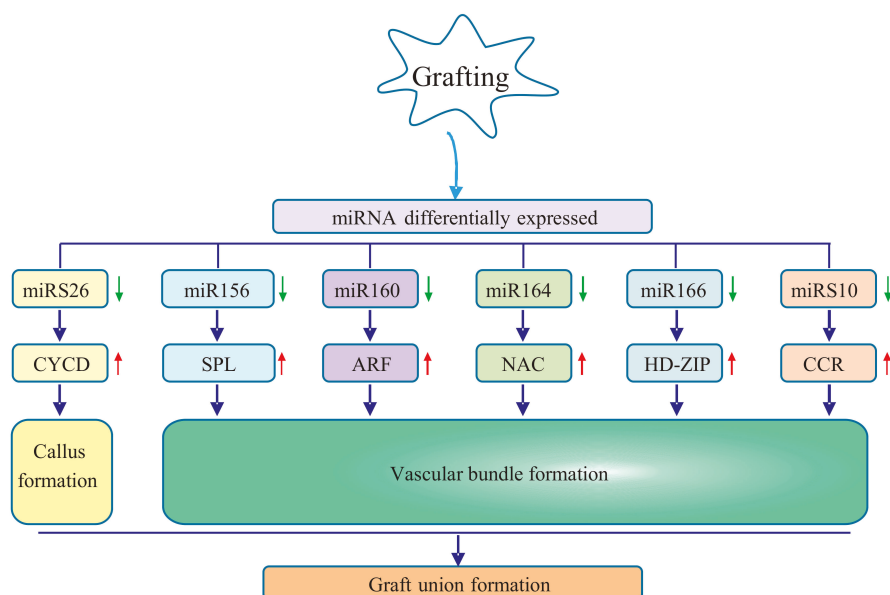 Grafting
miRNA differentially expressed
miRS26
miR156
miR160
miR164
miR166
miRS10
CYCD
SPL
ARF
NAC
HD-ZIP
CCR
Callus
formation
Vascular bundle formation
Graft union formation